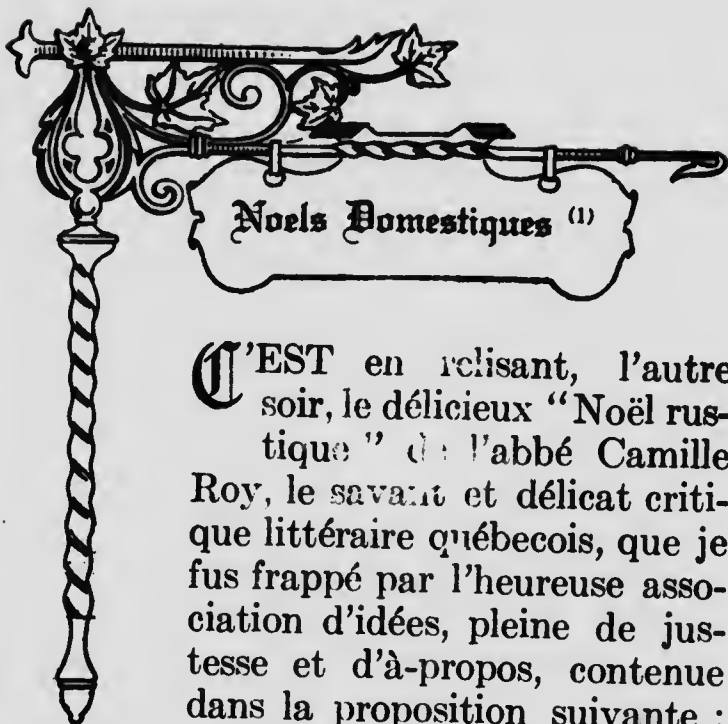 Noels Domestiques (1)
C'EST en relisant, l'autre
soir, le délicieux “Noël rus-
tique” de l'abbé Camille
Roy, le savant et délicat criti-
que littéraire québecois, que je
fus frappé par l'heureuse asso-
ciation d'idées, pleine de jus-
tesse et d'à-propos, contenue
dans la proposition suivante :